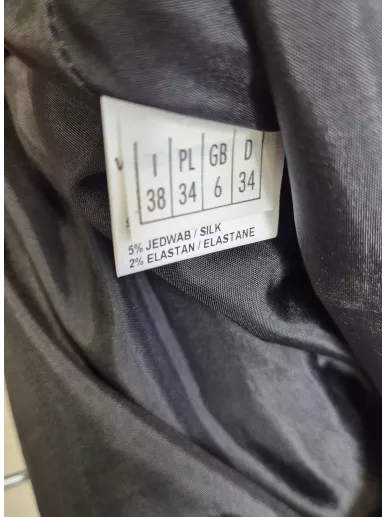 I PL GB D
38 34 6 34
5% JEDWAB / SILK
2% ELASTAN / ELASTANE